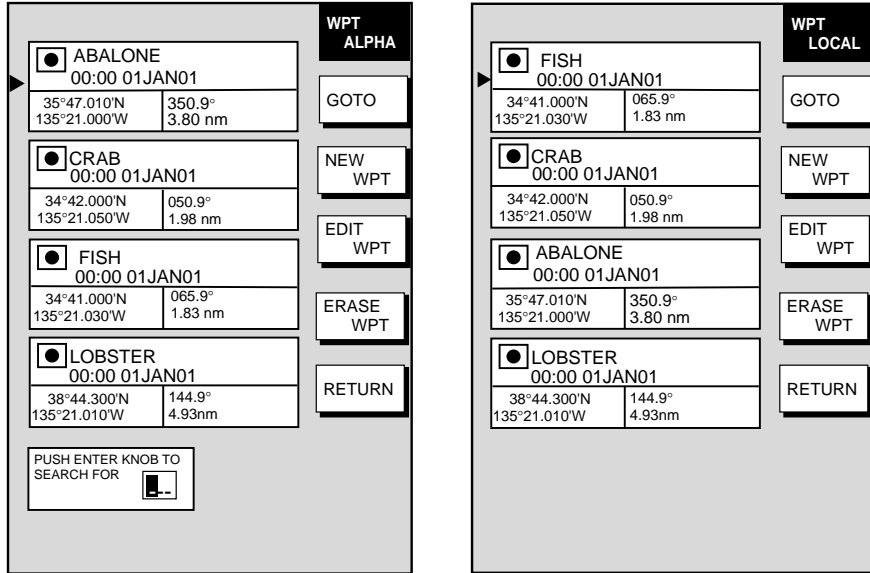 WPT
ALPHA
ABALONE
00:00 01JAN01
35°47.010'N 350.9°
135°21.000'W 3.80 nm
GOTO
CRAB
00:00 01JAN01
34°42.000'N 050.9°
135°21.050'W 1.98 nm
NEW
WPT
FISH
00:00 01JAN01
34°41.000'N 065.9°
135°21.030'W 1.83 nm
EDIT
WPT
LOBSTER
00:00 01JAN01
38°44.300'N 144.9°
135°21.010'W 4.93nm
ERASE
WPT
RETURN
PUSH ENTER KNOB TO
SEARCH FOR
WPT
LOCAL
FISH
00:00 01JAN01
34°41.000'N 065.9°
135°21.030'W 1.83 nm
GOTO
CRAB
00:00 01JAN01
34°42.000'N 050.9°
135°21.050'W 1.98 nm
NEW
WPT
ABALONE
00:00 01JAN01
35°47.010'N 350.9°
135°21.000'W 3.80 nm
EDIT
WPT
LOBSTER
00:00 01JAN01
38°44.300'N 144.9°
135°21.010'W 4.93nm
ERASE
WPT
RETURN